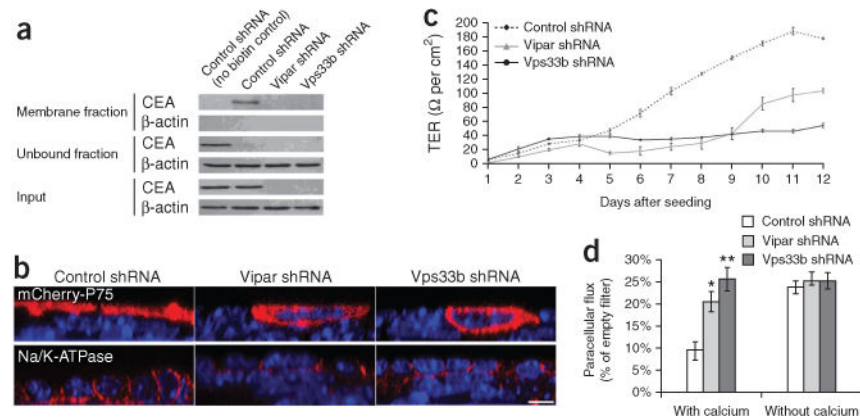 a
Control shRNA
(no biotin control)
Control shRNA
Vipar shRNA
Vps33b shRNA
Membrane fraction
CEA
β-actin
Unbound fraction
CEA
β-actin
Input
CEA
β-actin
b
Control shRNA
Vipar shRNA
Vps33b shRNA
mCherry-P75
Na/K-ATPase
c
Control shRNA
Vipar shRNA
Vps33b shRNA
TER (Ω per cm²)
200
180
160
140
120
100
80
60
40
20
0
1 2 3 4 5 6 7 8 9 10 11 12
Days after seeding
d
Control shRNA
Vipar shRNA
Vps33b shRNA
Paracellular flux
(% of empty filter)
30%
25%
20%
15%
10%
5%
0%
*
**
With calcium Without calcium